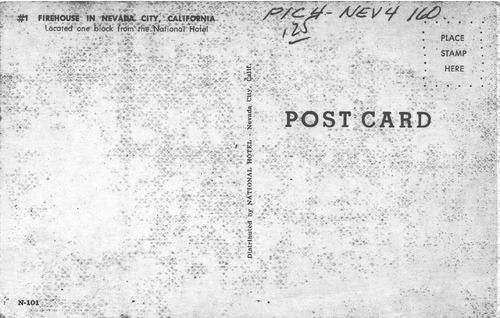 #1 FIREHOUSE IN NEVADA CITY, CALIFORNIA
Located one block from the National Hotel
PICH-NEV4 160
1.25
PLACE
STAMP
HERE
POST CARD
Distributed by NATIONAL HOTEL - Nevada City, Calif.
N-101